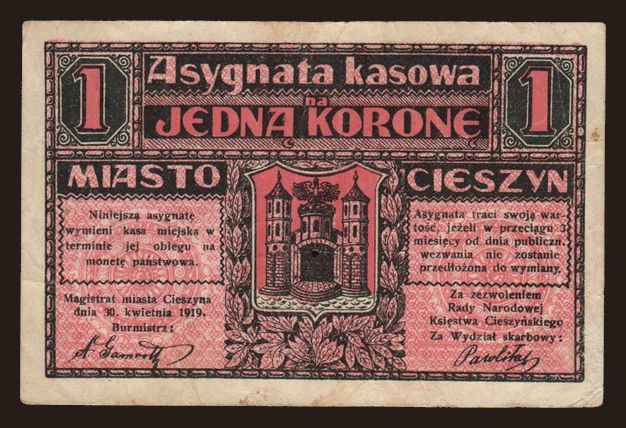 1
Asygnata kasowa
na
JEDNĄ KORONĘ
1
MIASTO
CIESZYN
Niniejszą asygnatę
wymieni kasa miejska w
terminie jej obiegu na
monetę państwową.
Magistrat miasta Cieszyna
dnia 30. kwietnia 1919.
Burmistrz:
Asygnata traci swoją war-
tość, jeżeli w przeciągu 3
miesięcy od dnia publiczn.
wezwania nie zostanie
przedłożona do wymiany.
Za zezwoleniem
Rady Narodowej
Księstwa Cieszyńskiego
Za Wydział skarbowy: